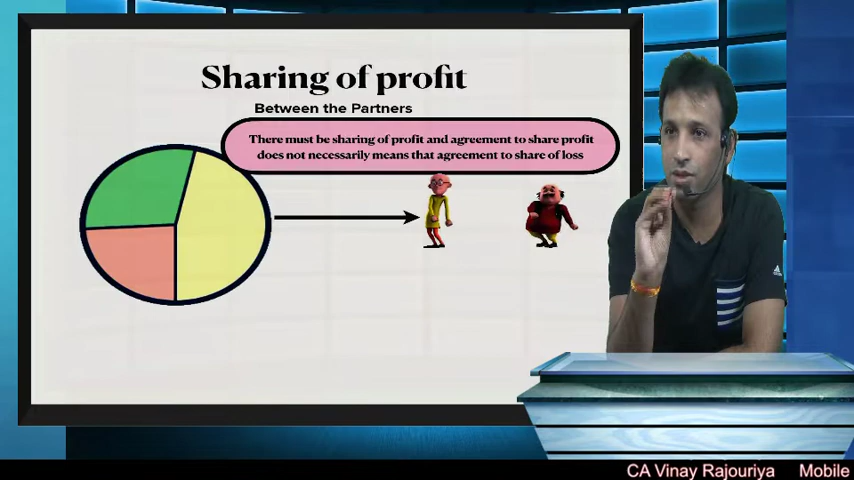 Sharing of profit
Between the Partners
There must be sharing of profit and agreement to share profit
does not necessarily means that agreement to share of loss
CA Vinay Rajouriya Mobile